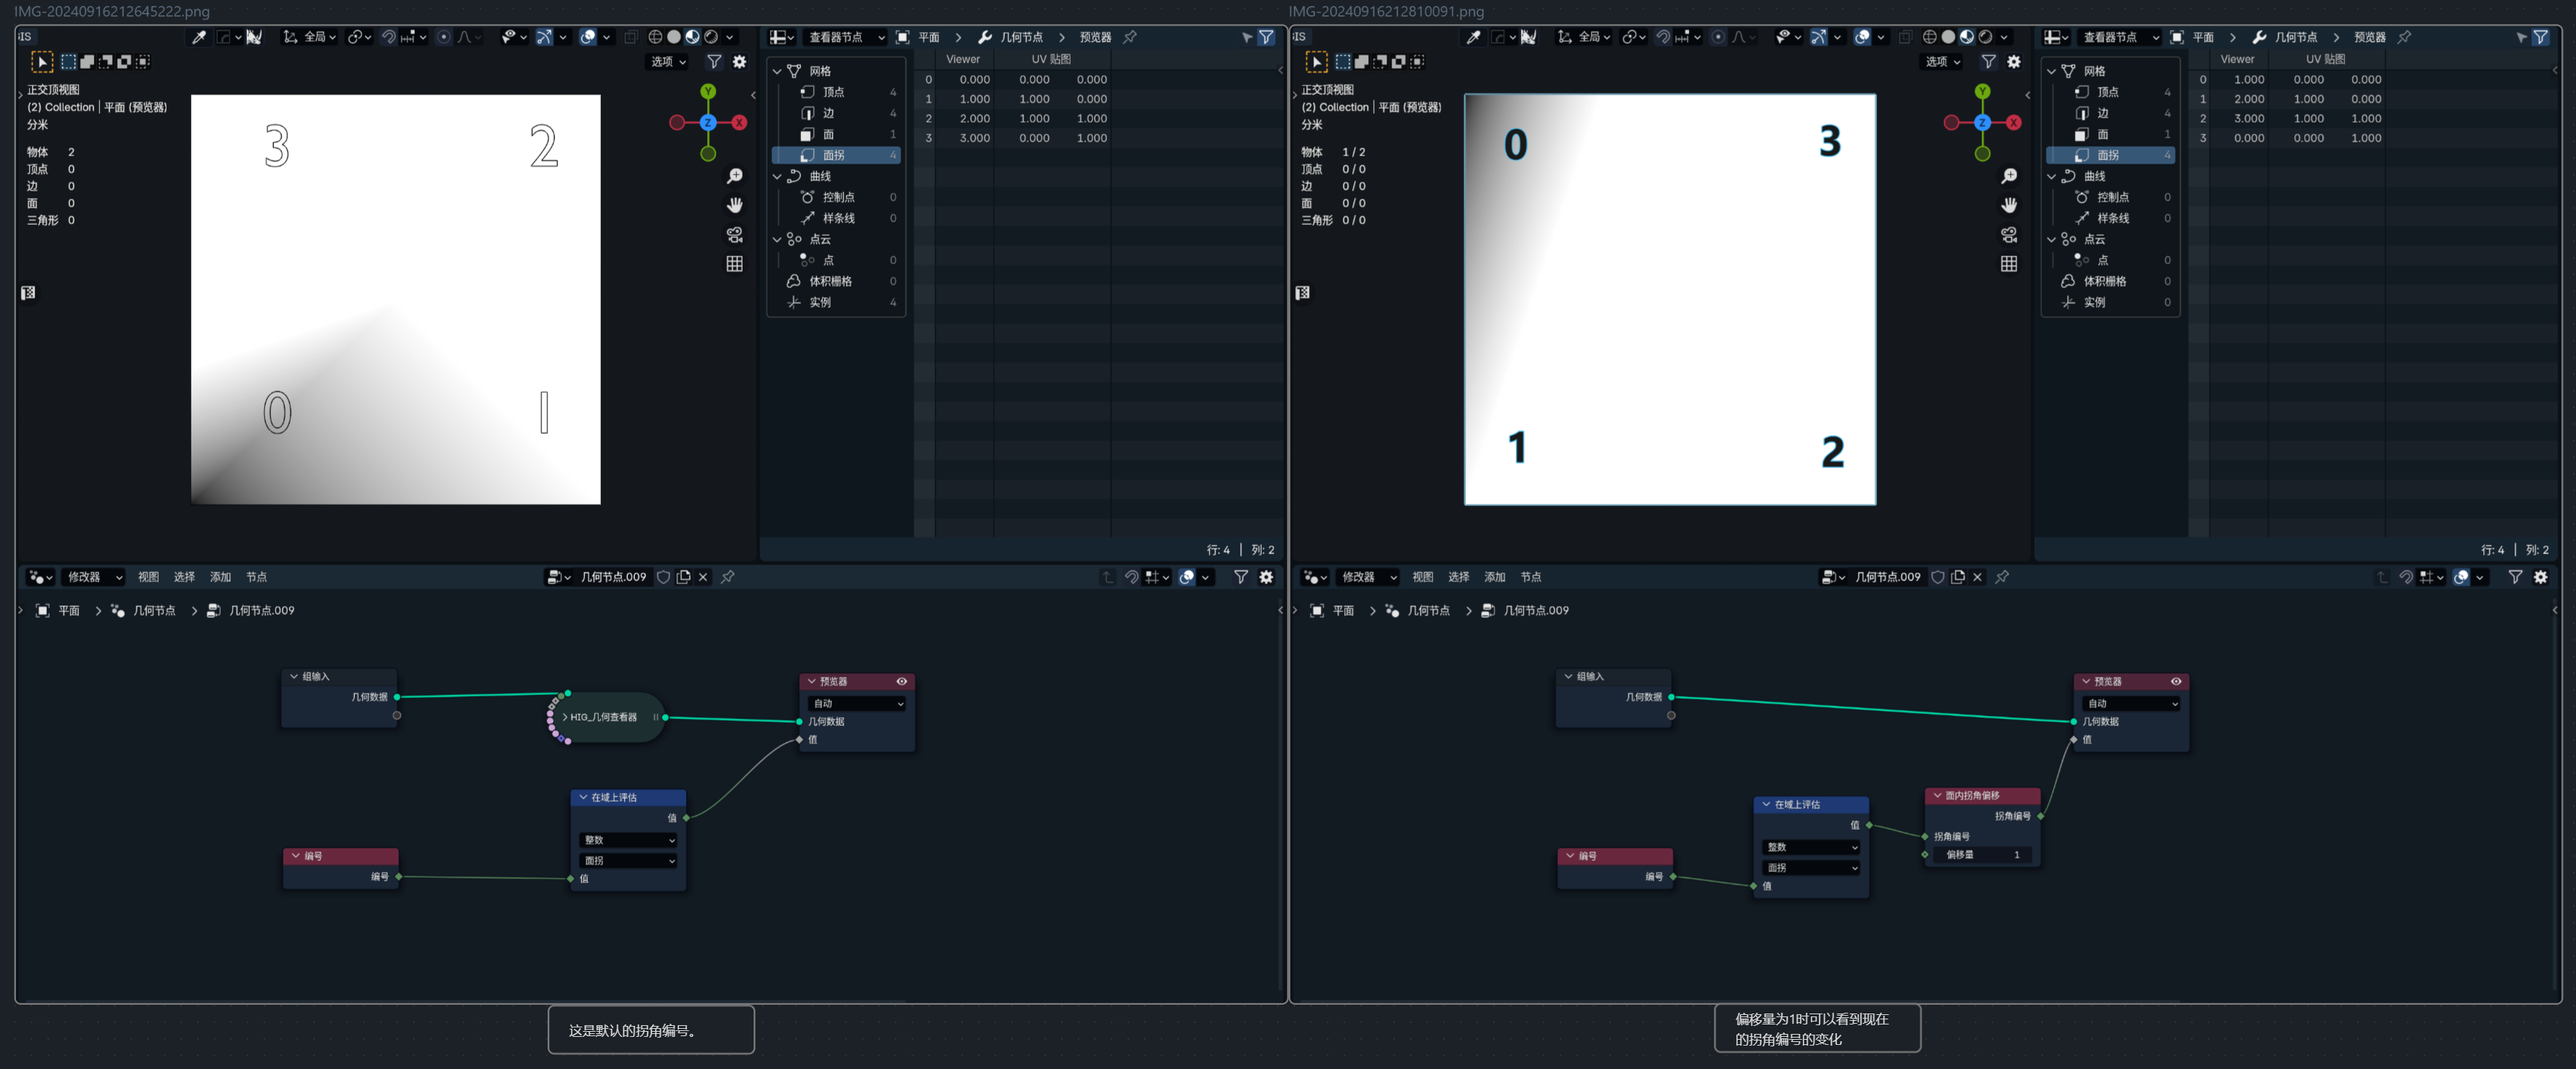 IMG-20240916212645222.png
IMG-20240916212810091.png
全局
选项
正交顶视图
(2) Collection | 平面 (预览器)
分米
物体 2
顶点 0
边 0
面 0
三角形 0
3
2
0
1
Y
Z
X
查看器节点
平面
几何节点
预览器
网格
顶点 4
边 4
面 1
面拐 4
曲线
控制点 0
样条线 0
点云
点 0
体积栅格 0
实例 4
Viewer UV 贴图
0 0.000 0.000 0.000
1 1.000 1.000 0.000
2 2.000 1.000 1.000
3 3.000 0.000 1.000
行: 4 | 列: 2
修改器 视图 选择 添加 节点
几何节点.009
平面 几何节点 几何节点.009
组输入
几何数据
HIG_几何查看器
预览器
自动
几何数据
值
在域上评估
值
整数
面拐
值
编号
编号
这是默认的拐角编号。
全局
选项
正交顶视图
(2) Collection | 平面 (预览器)
分米
物体 1 / 2
顶点 0 / 0
边 0 / 0
面 0 / 0
三角形 0 / 0
0
3
1
2
Y
Z
X
查看器节点
平面
几何节点
预览器
网格
顶点 4
边 4
面 1
面拐 4
曲线
控制点 0
样条线 0
点云
点 0
体积栅格 0
实例 0
Viewer UV 贴图
0 1.000 0.000 0.000
1 2.000 1.000 0.000
2 3.000 1.000 1.000
3 0.000 0.000 1.000
行: 4 | 列: 2
修改器 视图 选择 添加 节点
几何节点.009
平面 几何节点 几何节点.009
组输入
几何数据
预览器
自动
几何数据
值
在域上评估
值
整数
面拐
值
面内拐角偏移
拐角编号
拐角编号
偏移量 1
编号
编号
偏移量为1时可以看到现在
的拐角编号的变化